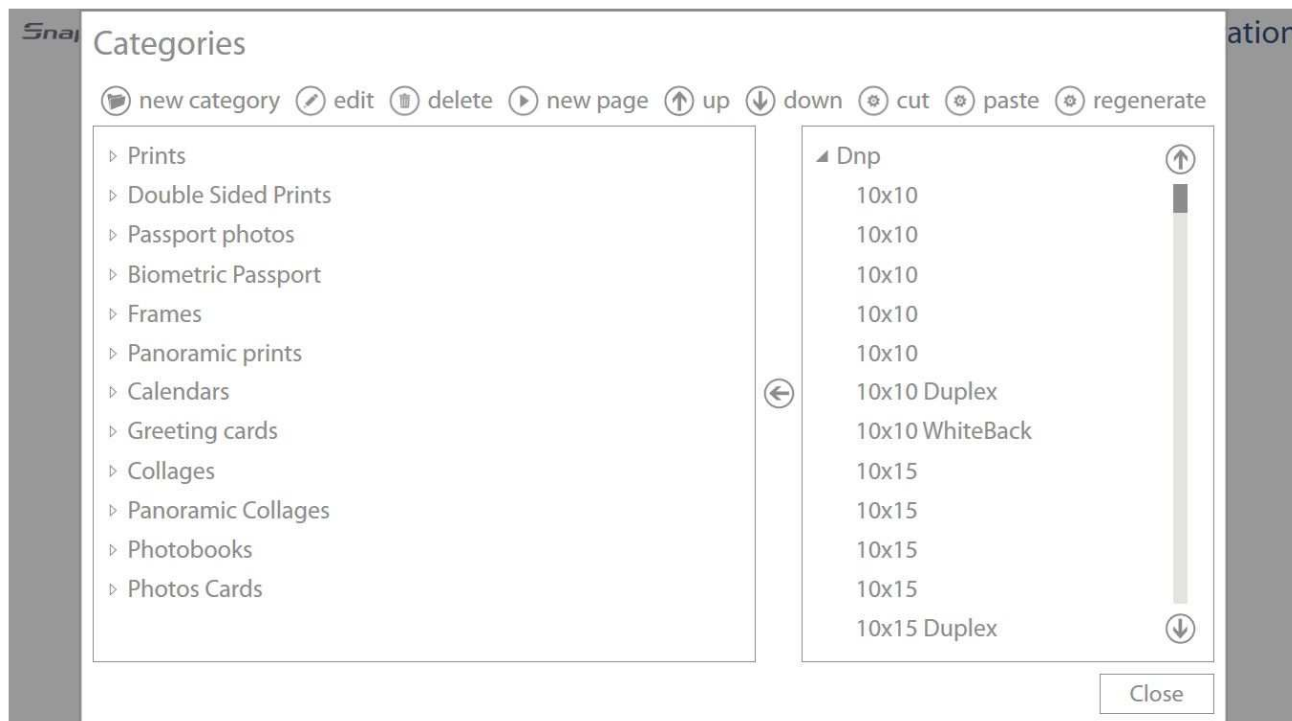 Snap
ation
Categories
new category edit delete new page up down cut paste regenerate
Prints
Double Sided Prints
Passport photos
Biometric Passport
Frames
Panoramic prints
Calendars
Greeting cards
Collages
Panoramic Collages
Photobooks
Photos Cards
Dnp
10x10
10x10
10x10
10x10
10x10
10x10 Duplex
10x10 WhiteBack
10x15
10x15
10x15
10x15
10x15 Duplex
Close